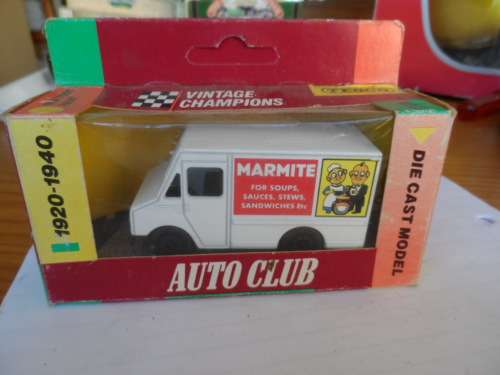 VINTAGE
CHAMPIONS
1920-1940
MARMITE
FOR SOUPS,
SAUCES, STEWS,
SANDWICHES Etc
DIE CAST MODEL
AUTO CLUB